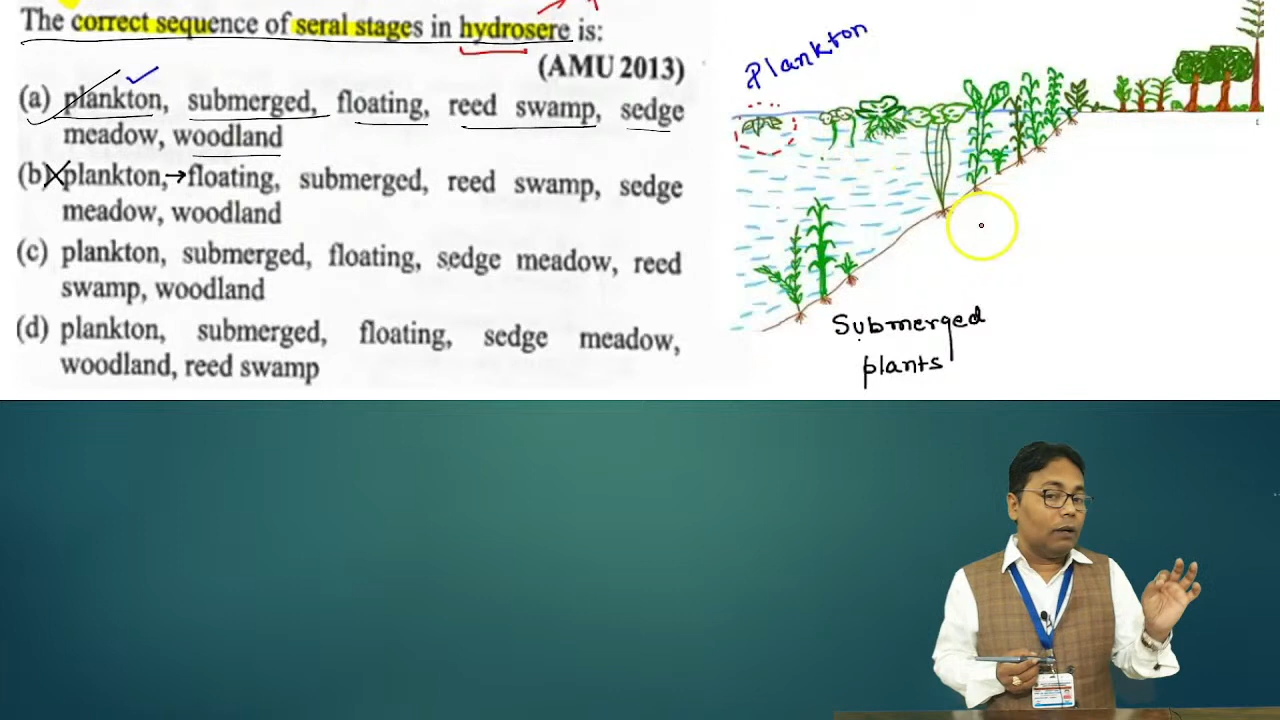 The correct sequence of seral stages in hydrosere is:
(AMU 2013)
(a) plankton, submerged, floating, reed swamp, sedge
meadow, woodland
(b) plankton, floating, submerged, reed swamp, sedge
meadow, woodland
(c) plankton, submerged, floating, sedge meadow, reed
swamp, woodland
(d) plankton, submerged, floating, sedge meadow,
woodland, reed swamp
Plankton
Submerged
plants